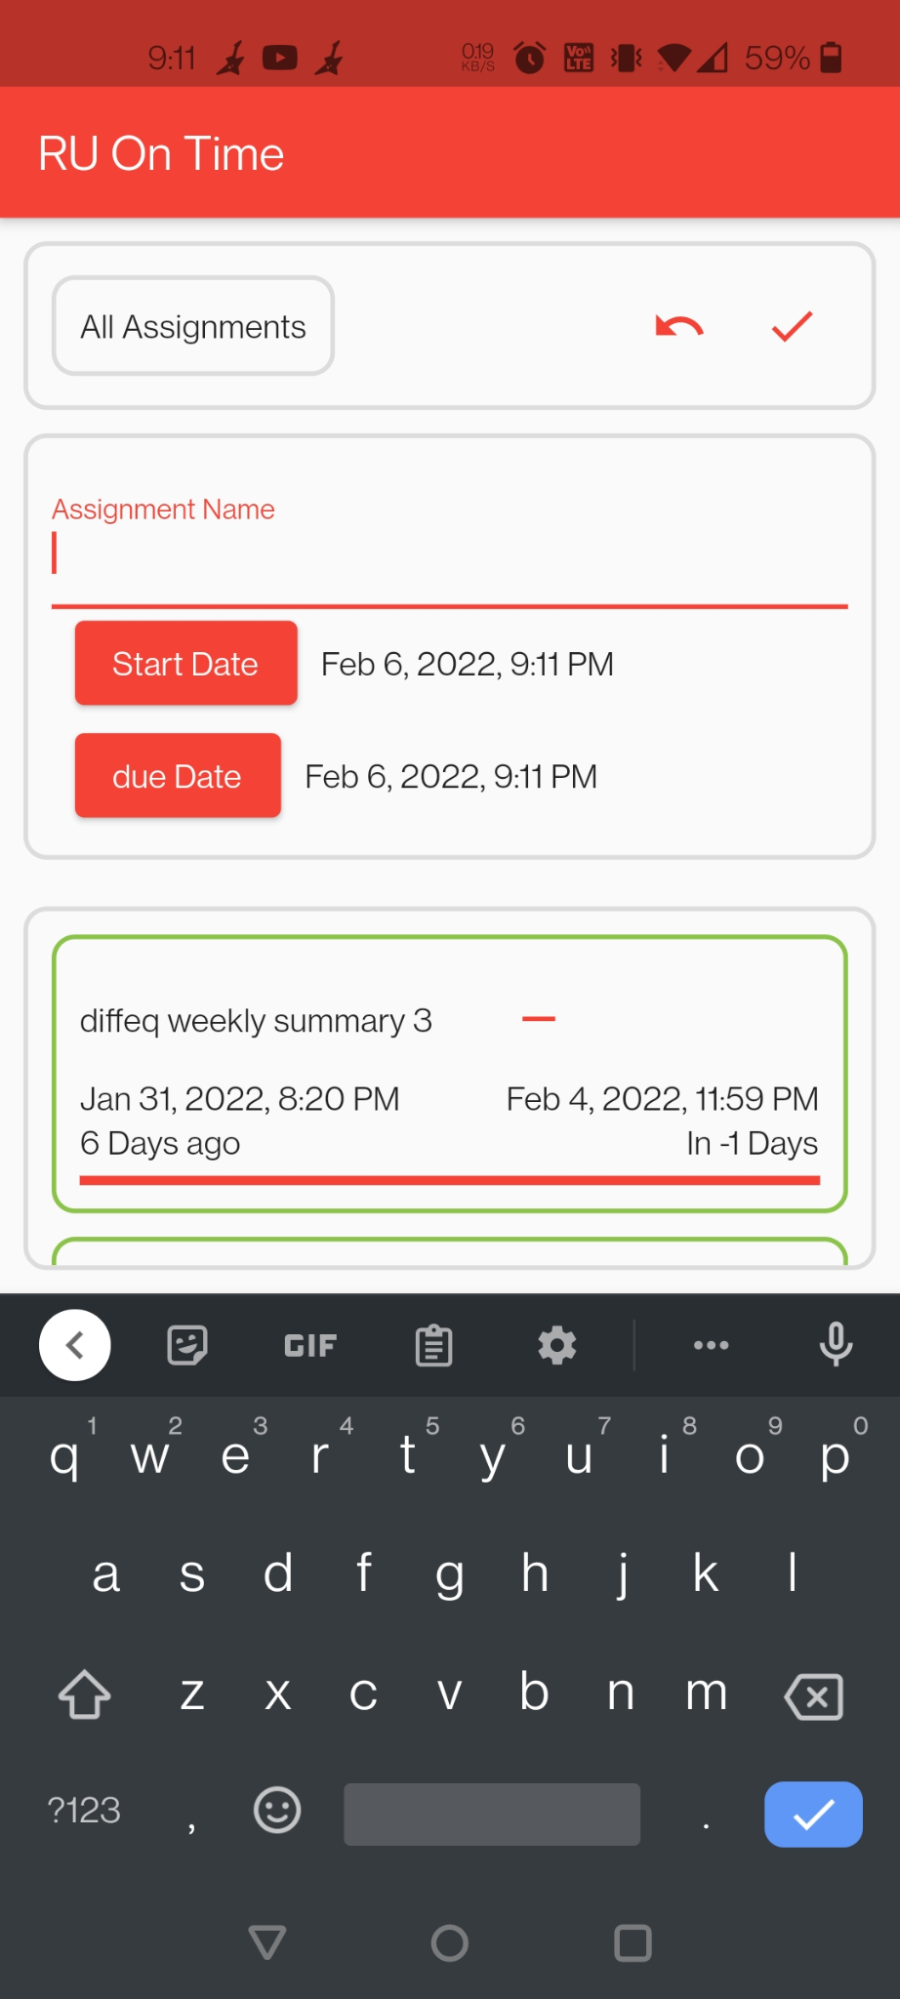 9:11 0.19 KB/S Vo)) LTE 59%
RU On Time
All Assignments
Assignment Name
Start Date Feb 6, 2022, 9:11 PM
due Date Feb 6, 2022, 9:11 PM
diffeq weekly summary 3
Jan 31, 2022, 8:20 PM Feb 4, 2022, 11:59 PM
6 Days ago In -1 Days
GIF
1 2 3 4 5 6 7 8 9 0
q w e r t y u i o p
a s d f g h j k l
z x c v b n m
?123 , .